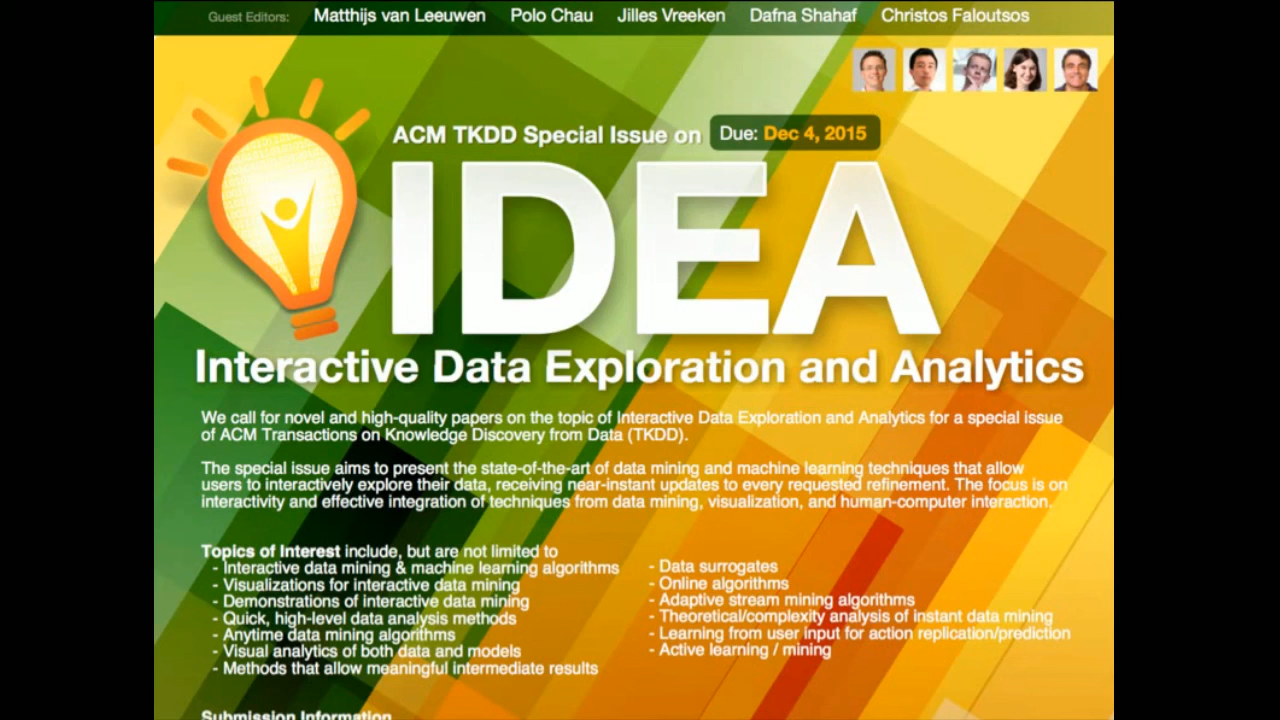 Guest Editors: Matthijs van Leeuwen Polo Chau Jilles Vreeken Dafna Shahaf Christos Faloutsos
ACM TKDD Special Issue on Due: Dec 4, 2015
IDEA
Interactive Data Exploration and Analytics
We call for novel and high-quality papers on the topic of Interactive Data Exploration and Analytics for a special issue
of ACM Transactions on Knowledge Discovery from Data (TKDD).
The special issue aims to present the state-of-the-art of data mining and machine learning techniques that allow
users to interactively explore their data, receiving near-instant updates to every requested refinement. The focus is on
interactivity and effective integration of techniques from data mining, visualization, and human-computer interaction.
Topics of Interest include, but are not limited to
- Interactive data mining & machine learning algorithms
- Visualizations for interactive data mining
- Demonstrations of interactive data mining
- Quick, high-level data analysis methods
- Anytime data mining algorithms
- Visual analytics of both data and models
- Methods that allow meaningful intermediate results
- Data surrogates
- Online algorithms
- Adaptive stream mining algorithms
- Theoretical/complexity analysis of instant data mining
- Learning from user input for action replication/prediction
- Active learning / mining
Submission Information